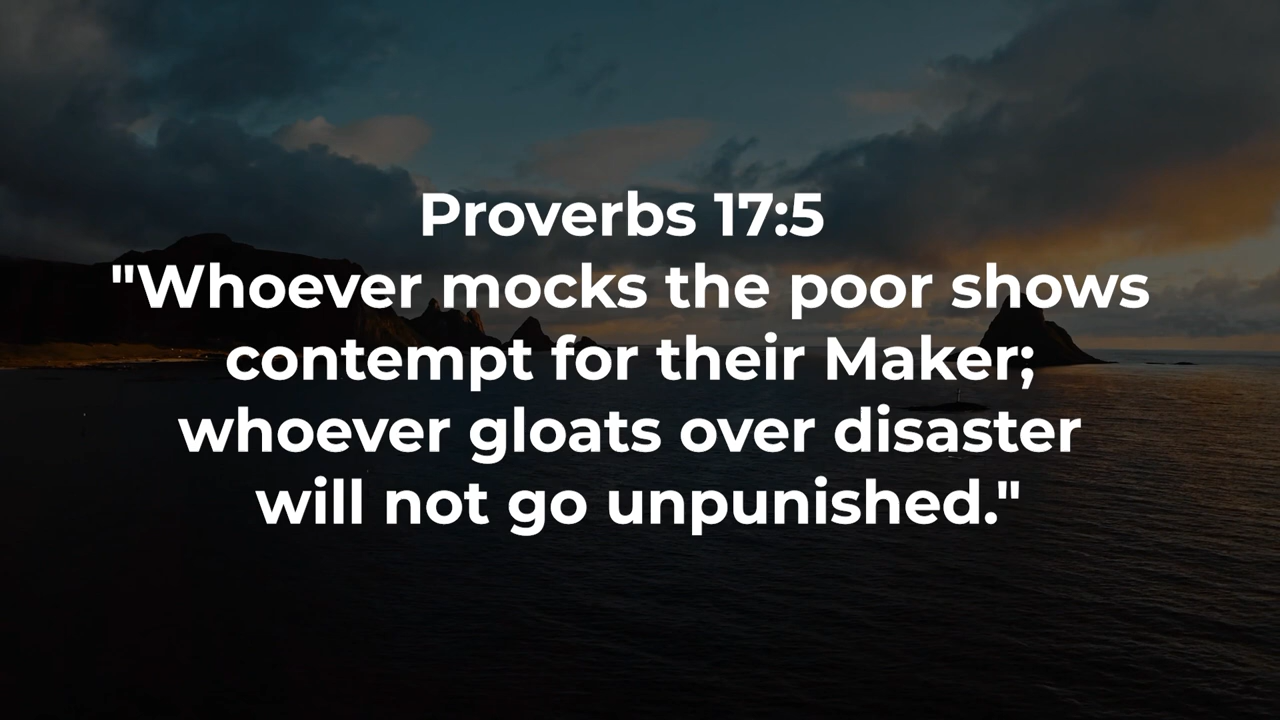 Proverbs 17:5
"Whoever mocks the poor shows
contempt for their Maker;
whoever gloats over disaster
will not go unpunished."